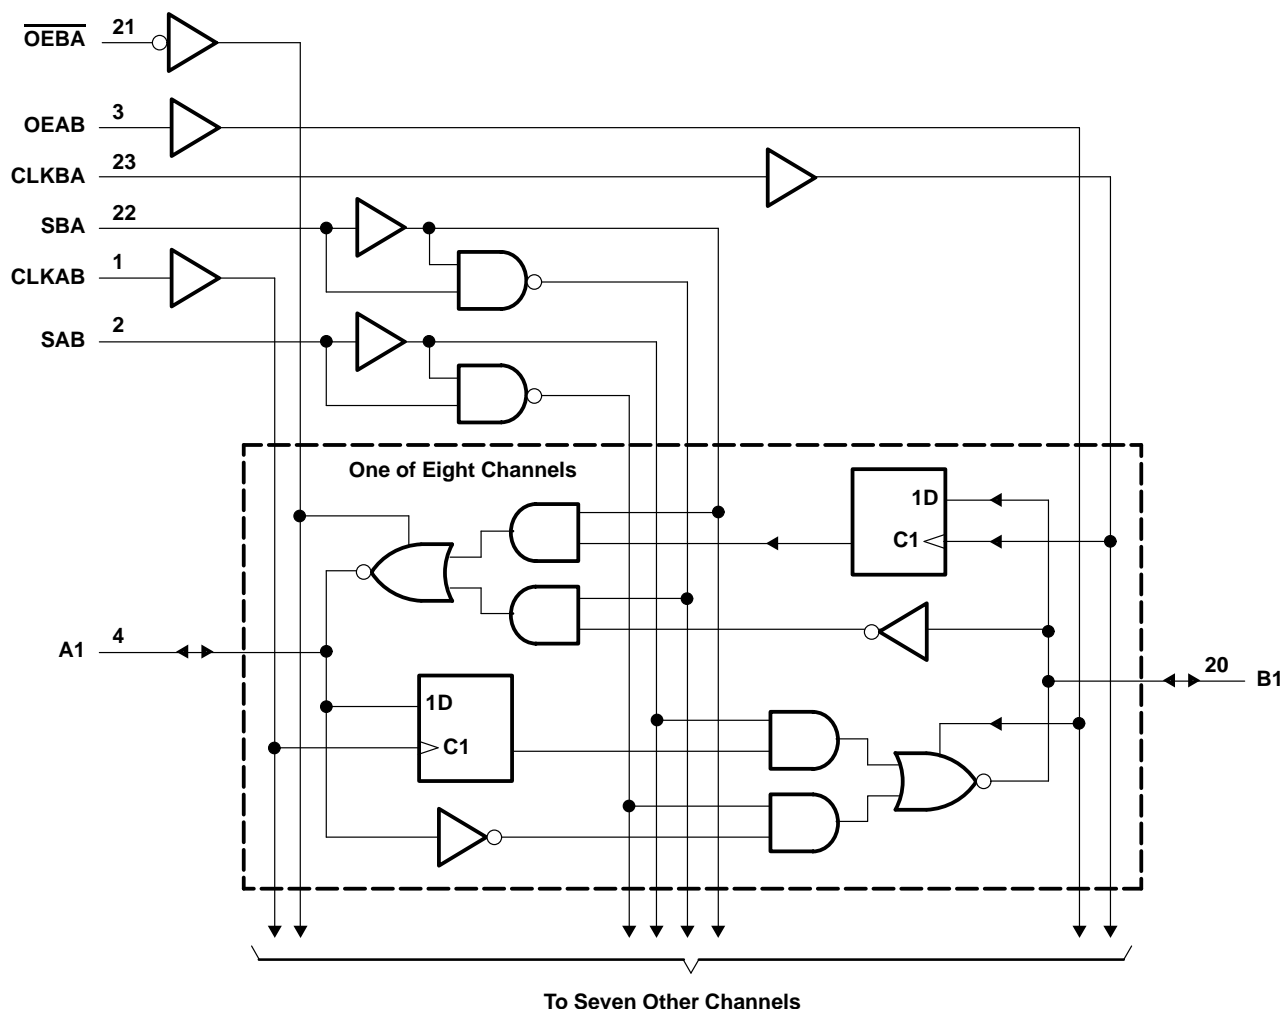 O̅E̅B̅A̅ 21
OEAB 3
CLKBA 23
SBA 22
CLKAB 1
SAB 2
One of Eight Channels
1D
C1
A1 4
20 B1
1D
C1
To Seven Other Channels